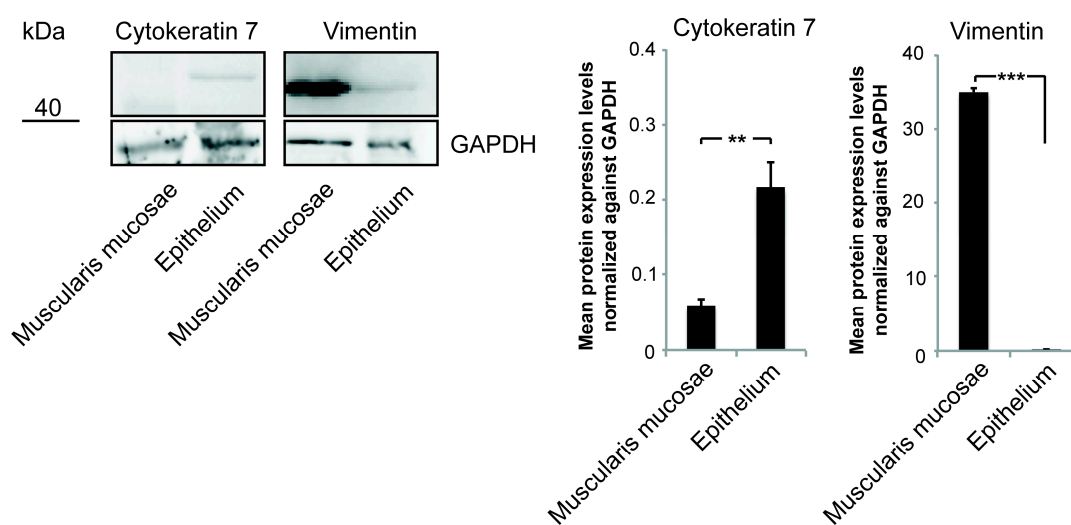 kDa
Cytokeratin 7
Vimentin
40
GAPDH
Muscularis mucosae
Epithelium
Muscularis mucosae
Epithelium
Cytokeratin 7
Mean protein expression levels
normalized against GAPDH
0.4
0.3
0.2
0.1
0
**
Muscularis mucosae
Epithelium
Vimentin
Mean protein expression levels
normalized against GAPDH
40
30
20
10
0
***
Muscularis mucosae
Epithelium